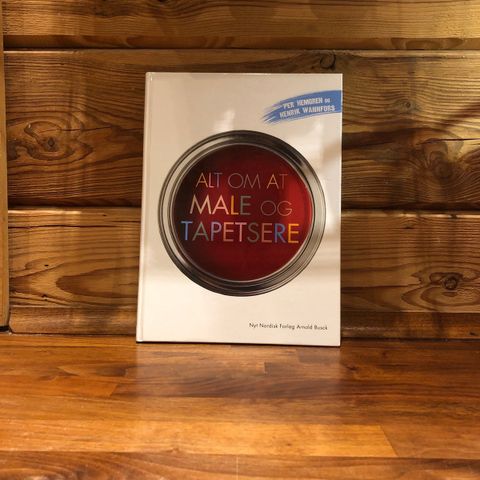 PER HEMGREN OG
HENRIK WANNFORS
ALT OM AT
MALE OG
TAPETSERE
Nyt Nordisk Forlag Arnold Busck